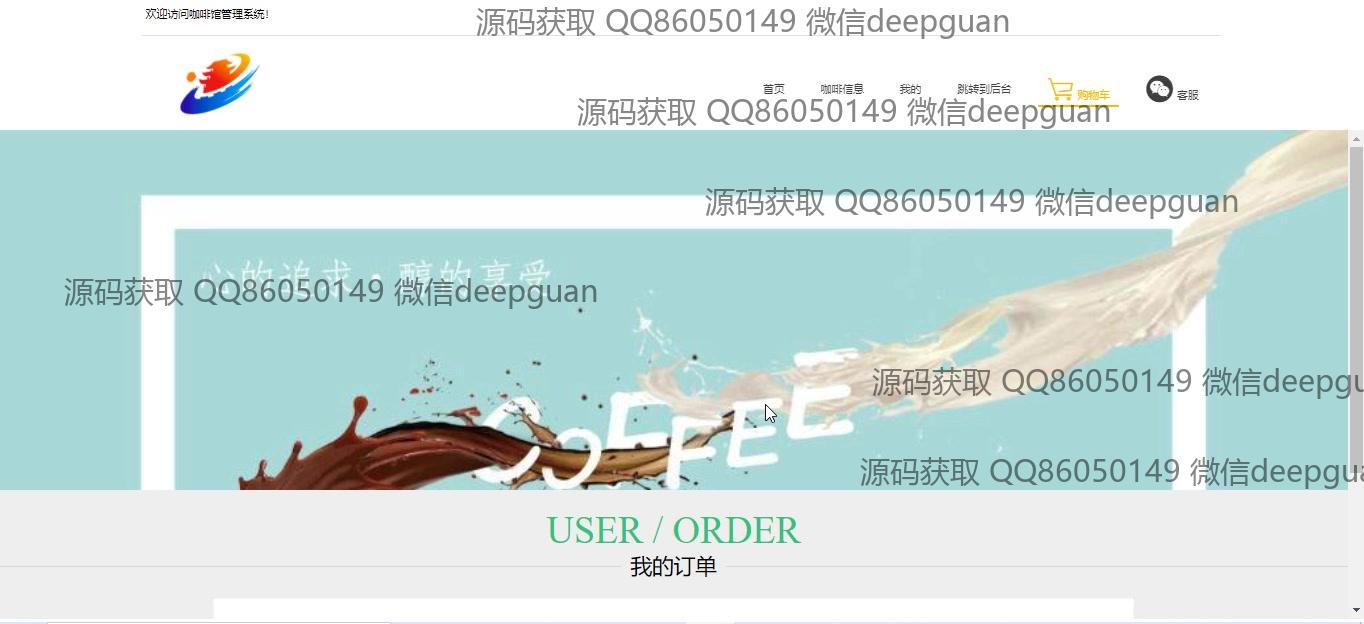 欢迎访问咖啡馆管理系统!
源码获取 QQ86050149 微信deepguan
首页
咖啡信息
我的
跳转到后台
购物车
客服
源码获取 QQ86050149 微信deepguan
源码获取 QQ86050149 微信deepguan
心的追求·醇的享受
源码获取 QQ86050149 微信deepguan
COFFEE
源码获取 QQ86050149 微信deepgu
源码获取 QQ86050149 微信deepgua
USER / ORDER
我的订单